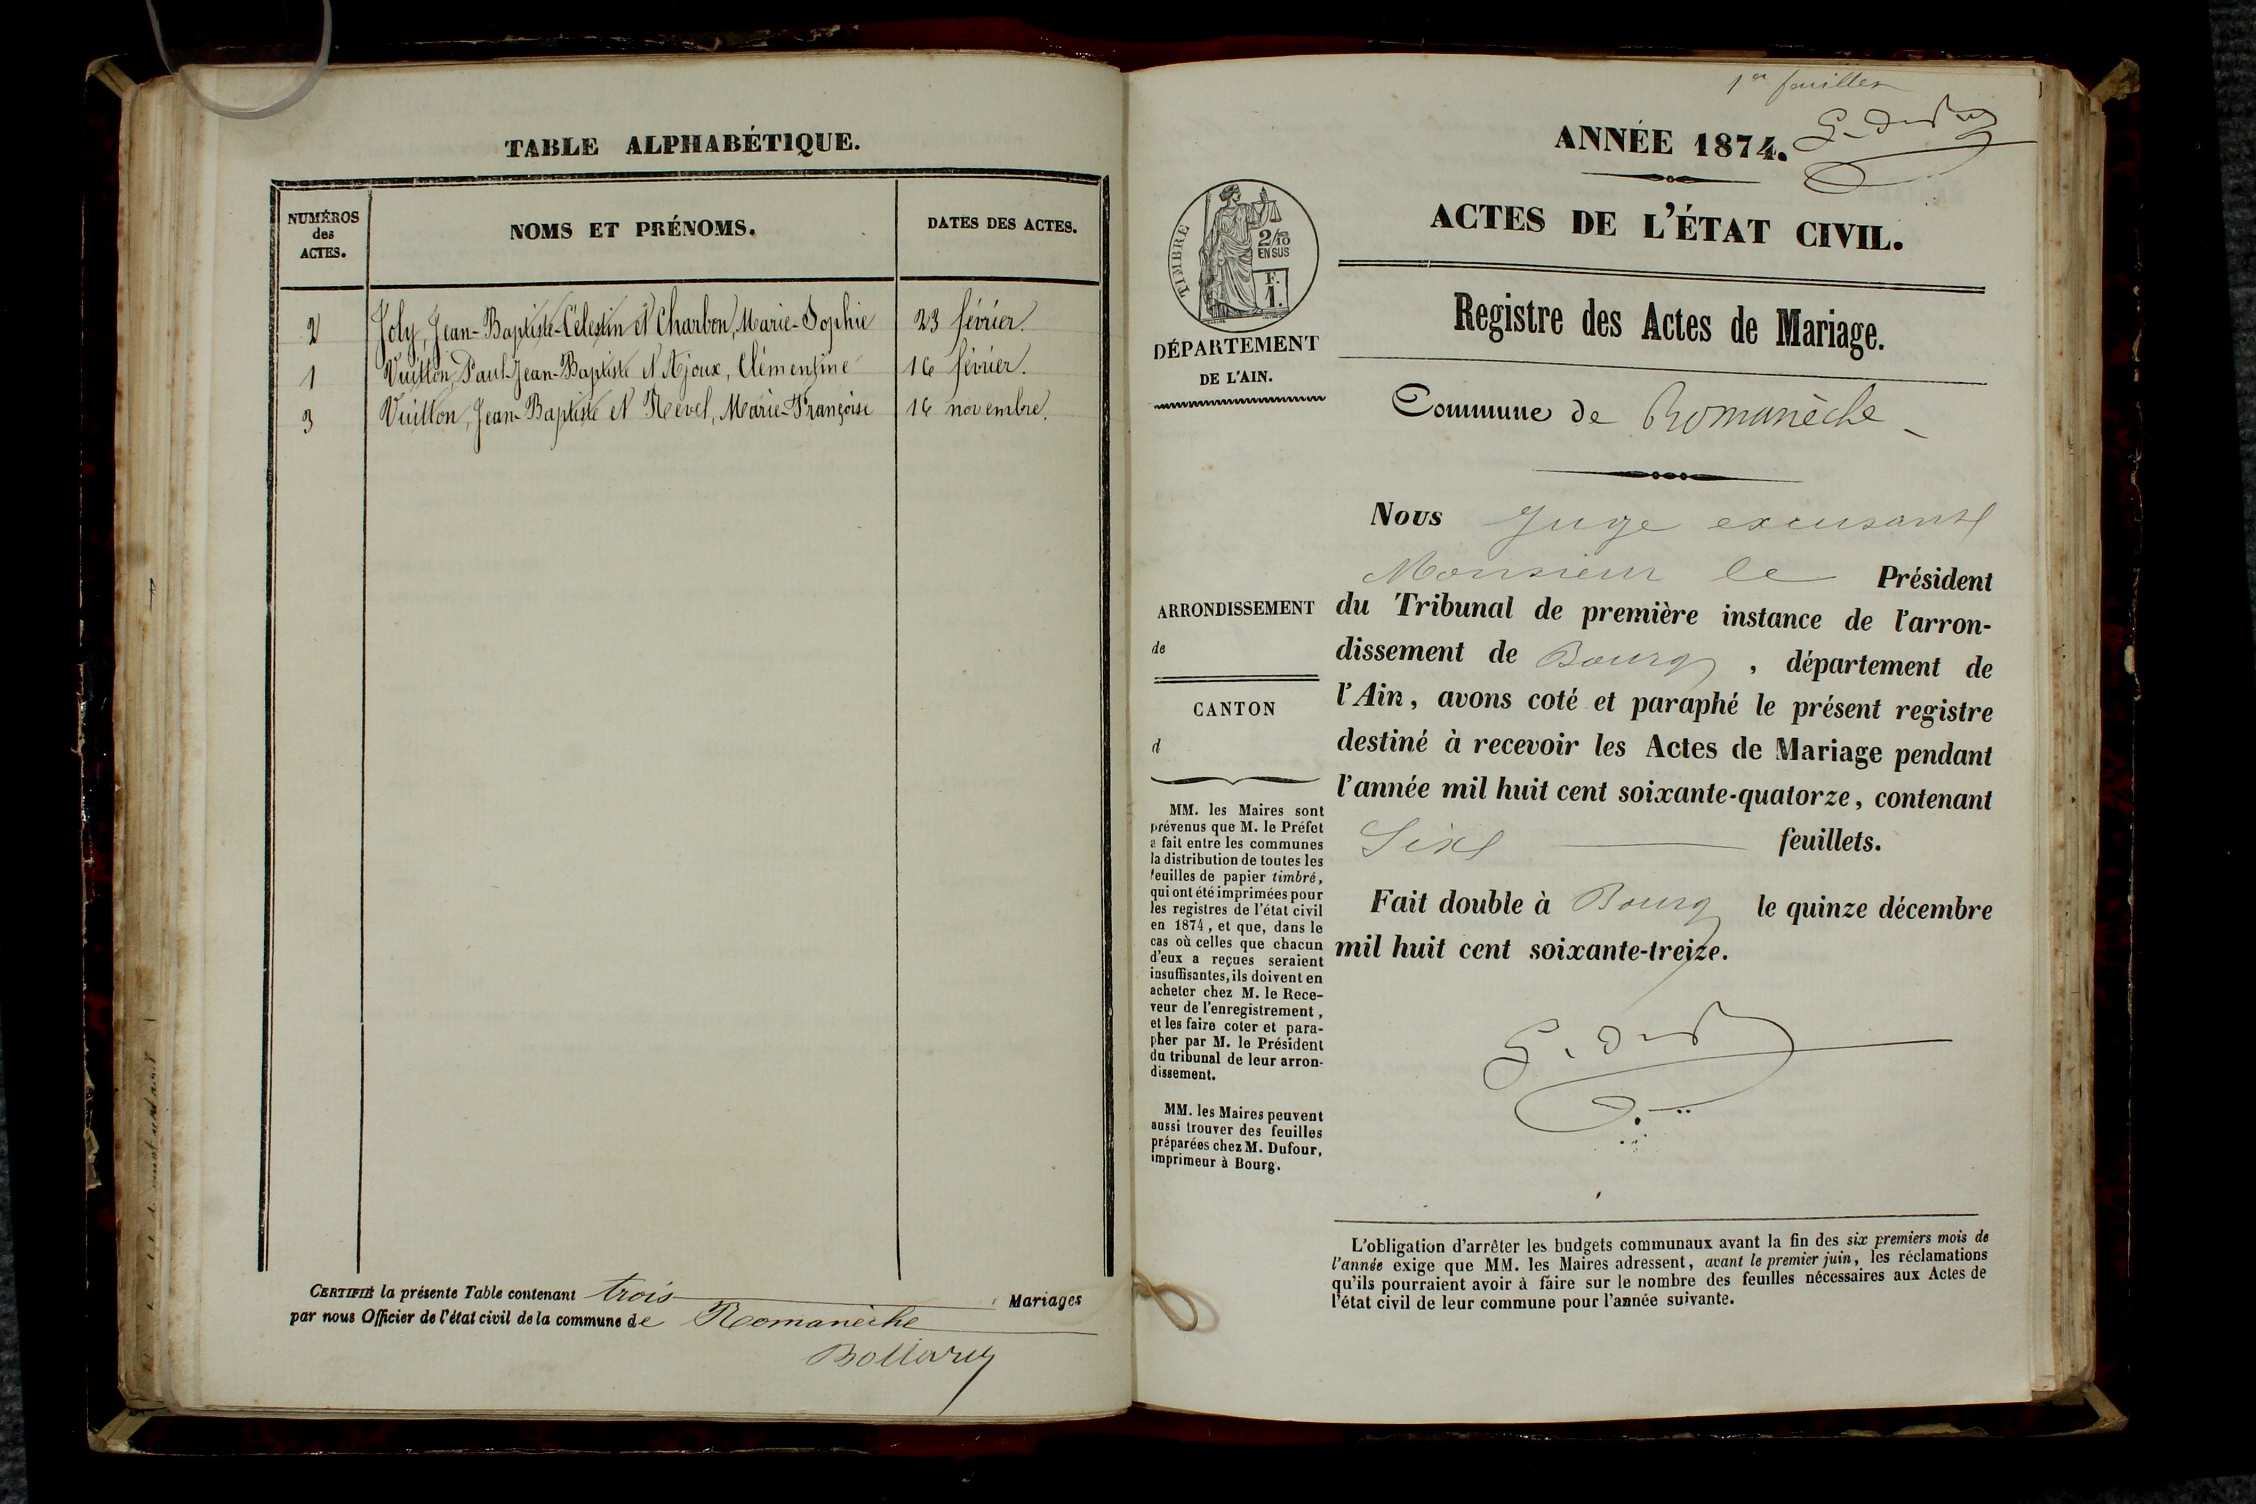 TABLE ALPHABÉTIQUE.
NUMÉROS
des
ACTES.
NOMS ET PRÉNOMS.
DATES DES ACTES.
2 Joly, Jean-Baptiste-Célestin et Charbon, Marie-Sophie 23 février.
1 Vuitton, Paul-Jean-Baptiste et Ajoux, Clémentine 16 février.
3 Vuitton, Jean-Baptiste et Revel, Marie-Françoise 16 novembre.
CERTIFIÉ la présente Table contenant trois Mariages
par nous Officier de l'état civil de la commune de Romanèche
1er feuillet
ANNÉE 1874.
ACTES DE L'ÉTAT CIVIL.
TIMBRE
2/10
EN SUS
F.
1.
DÉPARTEMENT
DE L'AIN.
Registre des Actes de Mariage.
Commune de Romanèche
Nous Juge excusant
Monsieur le Président
du Tribunal de première instance de l'arron-
dissement de Bourg, département de
l'Ain, avons coté et paraphé le présent registre
destiné à recevoir les Actes de Mariage pendant
l'année mil huit cent soixante-quatorze, contenant
Six feuillets.
Fait double à Bourg le quinze décembre
mil huit cent soixante-treize.
ARRONDISSEMENT
de
CANTON
d
MM. les Maires sont
prévenus que M. le Préfet
a fait entre les communes
la distribution de toutes les
feuilles de papier timbré,
qui ont été imprimées pour
les registres de l'état civil
en 1874, et que, dans le
cas où celles que chacun
d'eux a reçues seraient
insuffisantes, ils doivent en
acheter chez M. le Rece-
veur de l'enregistrement,
et les faire coter et para-
pher par M. le Président
du tribunal de leur arron-
dissement.
MM. les Maires peuvent
aussi trouver des feuilles
préparées chez M. Dufour,
imprimeur à Bourg.
L'obligation d'arrêter les budgets communaux avant la fin des six premiers mois de
l'année exige que MM. les Maires adressent, avant le premier juin, les réclamations
qu'ils pourraient avoir à faire sur le nombre des feuilles nécessaires aux Actes de
l'état civil de leur commune pour l'année suivante.